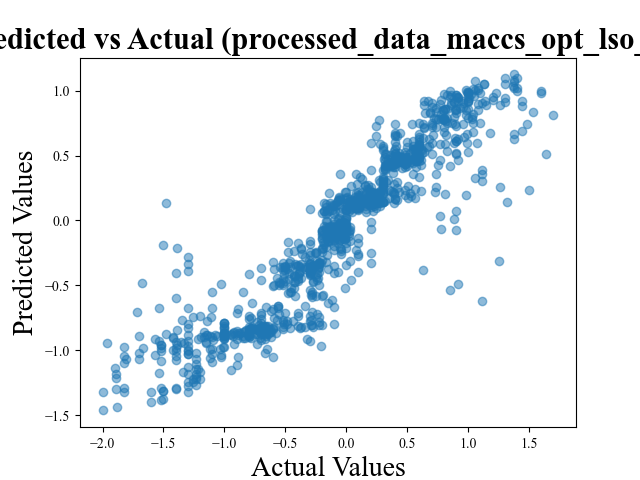 edicted vs Actual (processed_data_maccs_opt_lso_
Predicted Values
1.0
0.5
0.0
−0.5
−1.0
−1.5
−2.0 −1.5 −1.0 −0.5 0.0 0.5 1.0 1.5
Actual Values